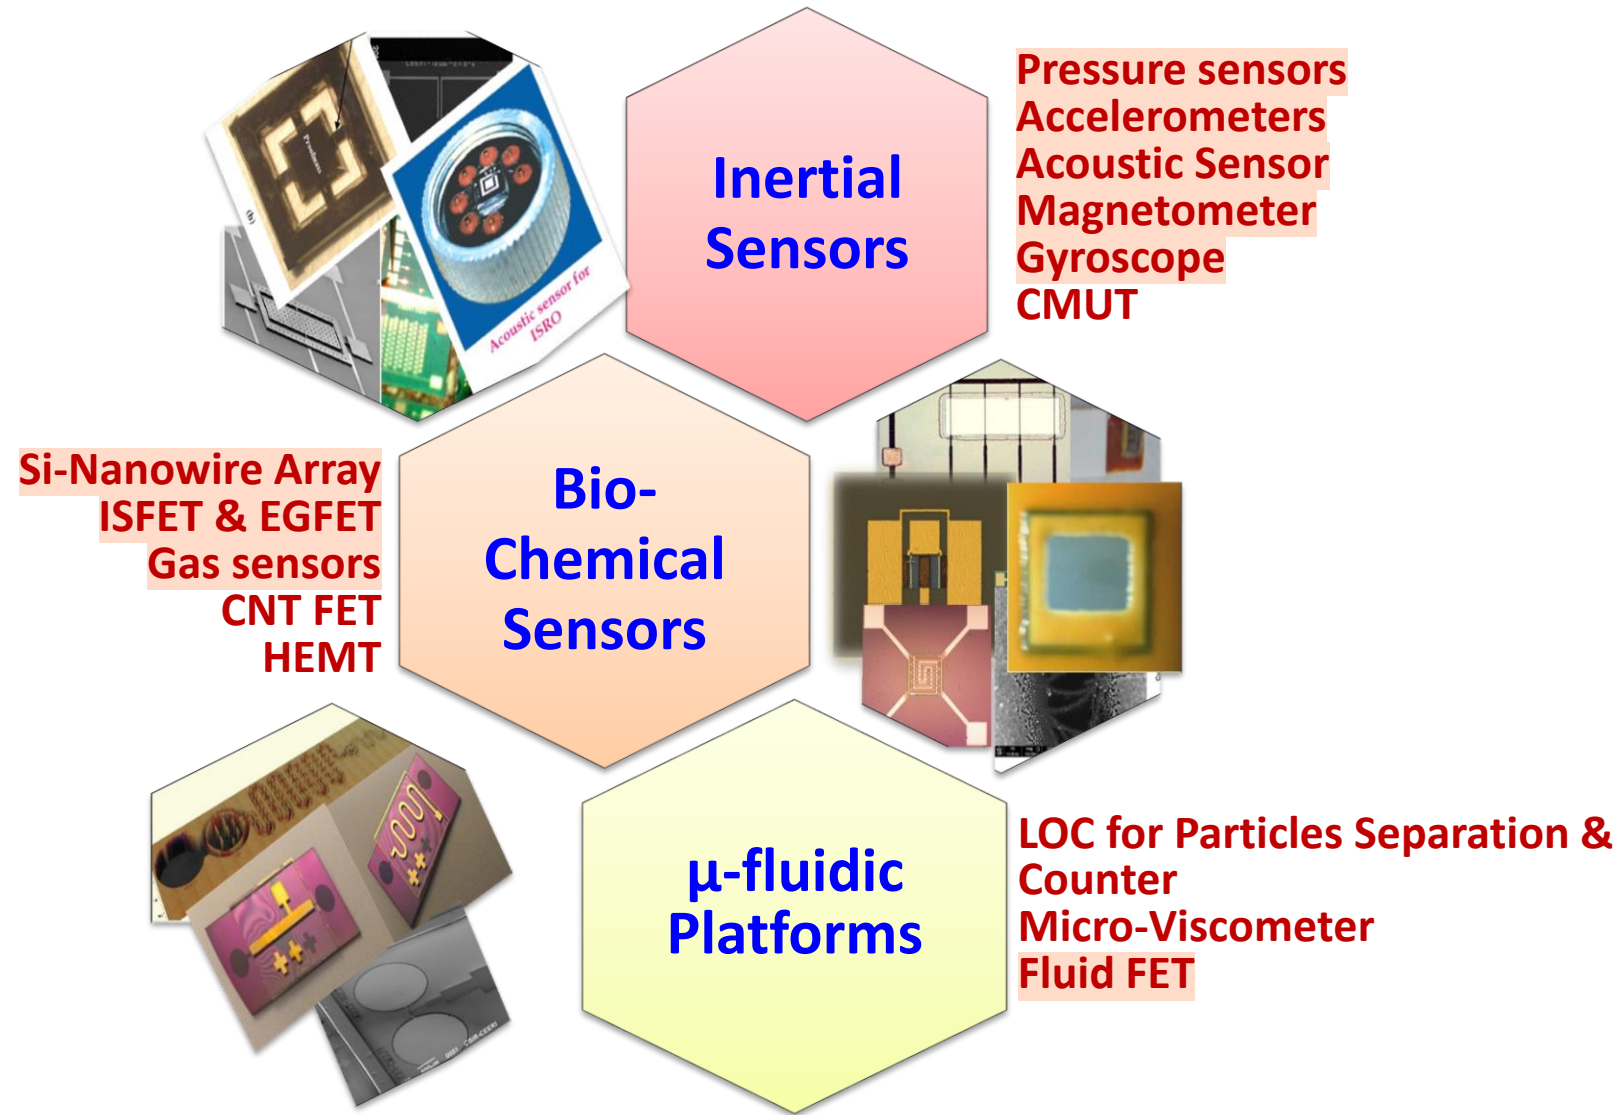 Inertial
Sensors
Pressure sensors
Accelerometers
Acoustic Sensor
Magnetometer
Gyroscope
CMUT
Acoustic sensor for
ISRO
(b)
Si-Nanowire Array
ISFET & EGFET
Gas sensors
CNT FET
HEMT
Bio-
Chemical
Sensors
µ-fluidic
Platforms
LOC for Particles Separation &
Counter
Micro-Viscometer
Fluid FET
CSIR-CEERI